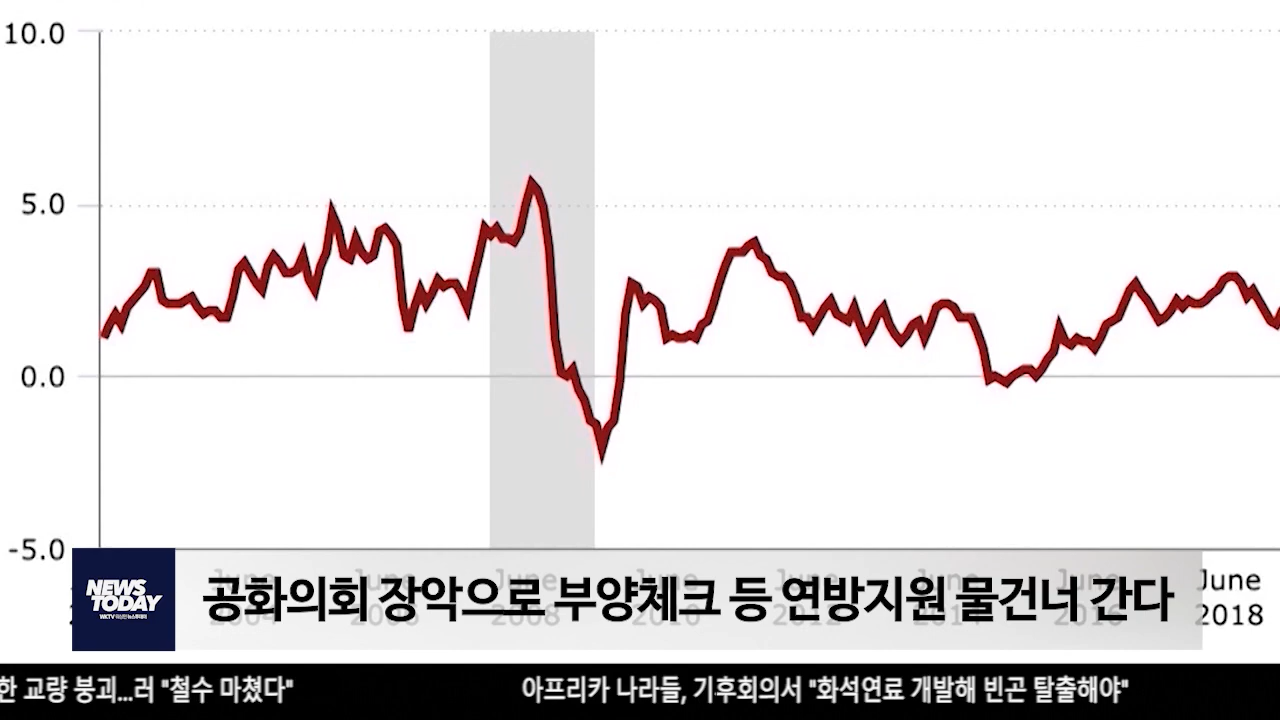 10.0
5.0
0.0
-5.0
June
2018
NEWS
TODAY
공화의회 장악으로 부양체크 등 연방지원 물건너 간다
한 교량 붕괴...러 "철수 마쳤다"
아프리카 나라들, 기후회의서 "화석연료 개발해 빈곤 탈출해야"